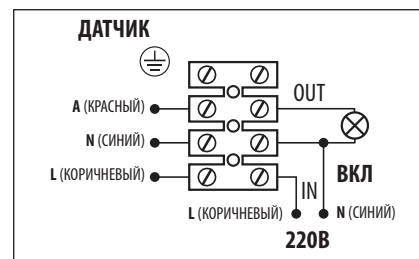 ДАТЧИК
OUT
А (КРАСНЫЙ)
N (СИНИЙ)
ВКЛ
L (КОРИЧНЕВЫЙ)
IN
L (КОРИЧНЕВЫЙ)
N (СИНИЙ)
220В